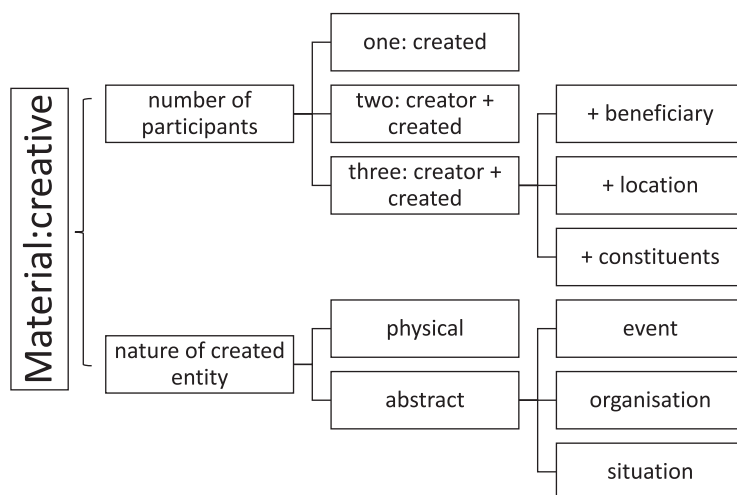 Material:creative
number of
participants
one: created
two: creator +
created
three: creator +
created
+ beneficiary
+ location
+ constituents
nature of created
entity
physical
abstract
event
organisation
situation